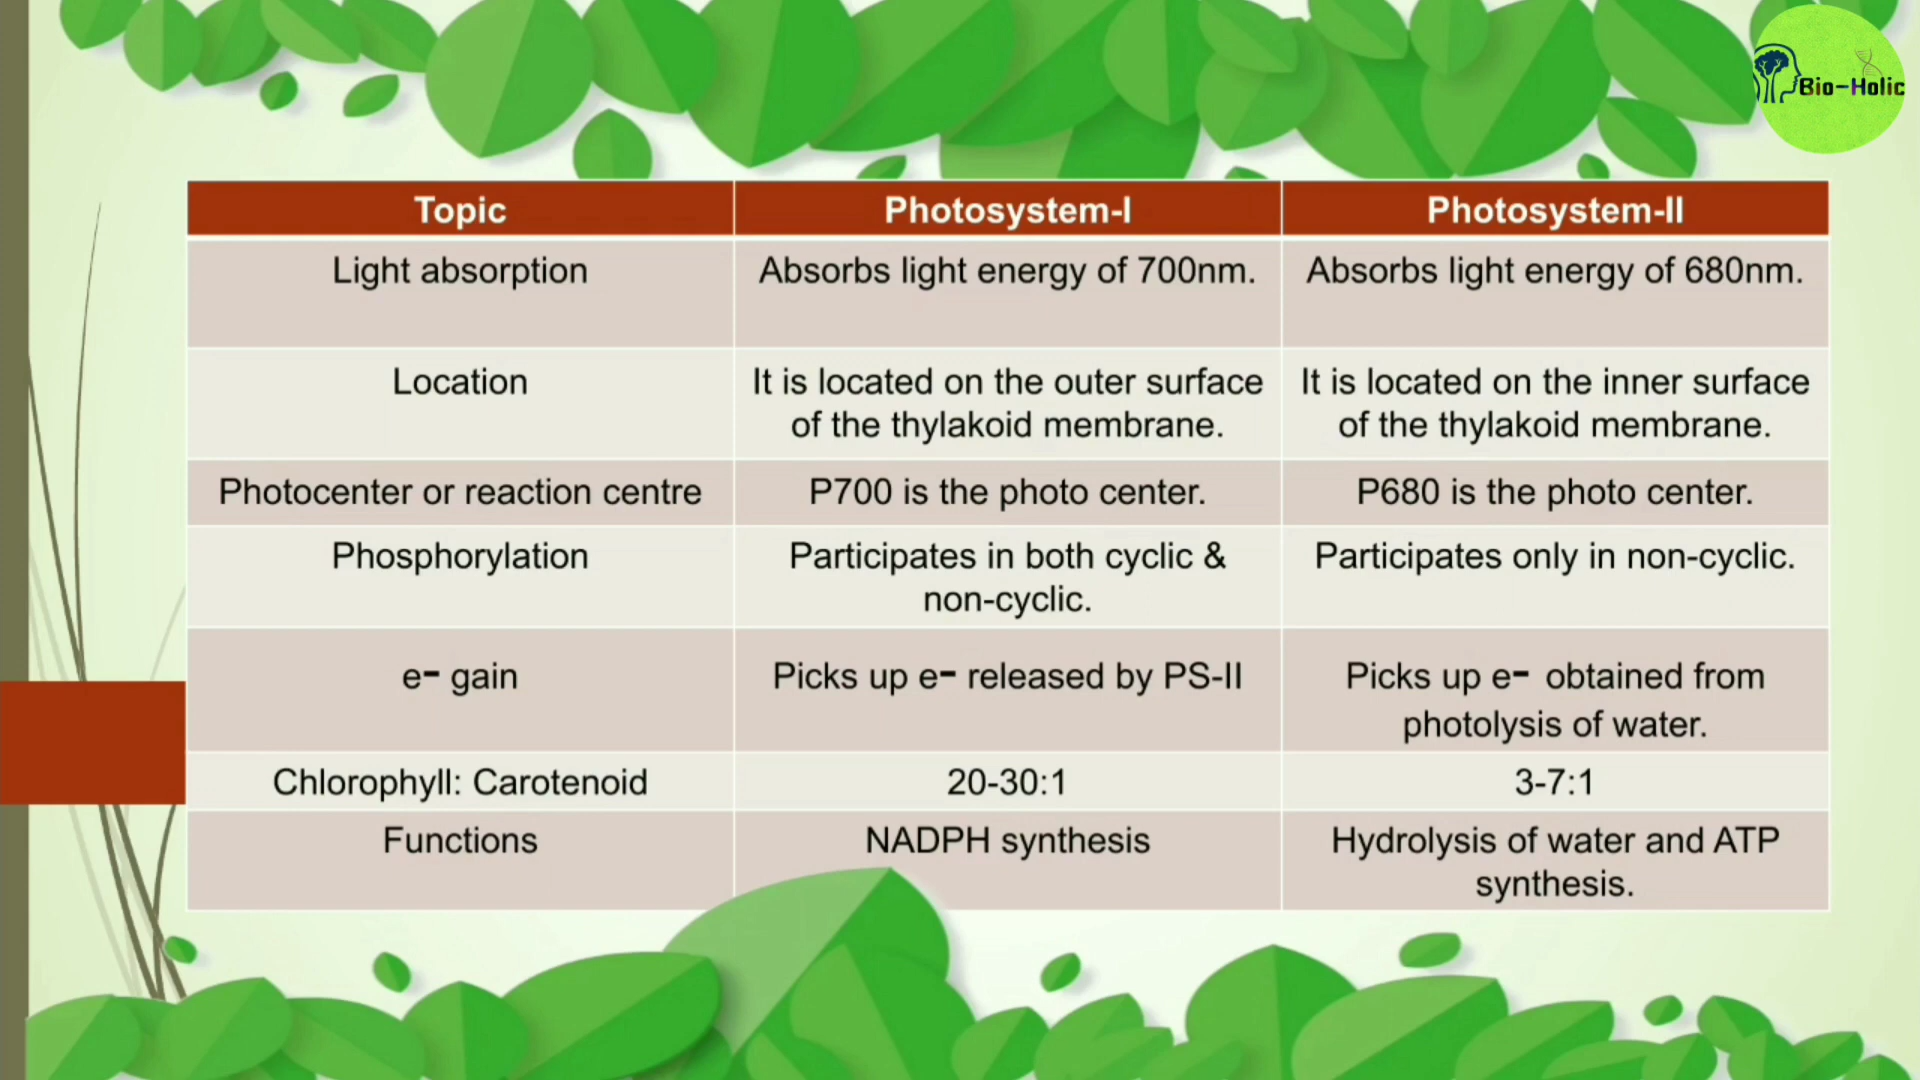 Bio-Holic
Topic
Photosystem-I
Photosystem-II
Light absorption
Absorbs light energy of 700nm.
Absorbs light energy of 680nm.
Location
It is located on the outer surface
of the thylakoid membrane.
It is located on the inner surface
of the thylakoid membrane.
Photocenter or reaction centre
P700 is the photo center.
P680 is the photo center.
Phosphorylation
Participates in both cyclic &
non-cyclic.
Participates only in non-cyclic.
e− gain
Picks up e− released by PS-II
Picks up e− obtained from
photolysis of water.
Chlorophyll: Carotenoid
20-30:1
3-7:1
Functions
NADPH synthesis
Hydrolysis of water and ATP
synthesis.